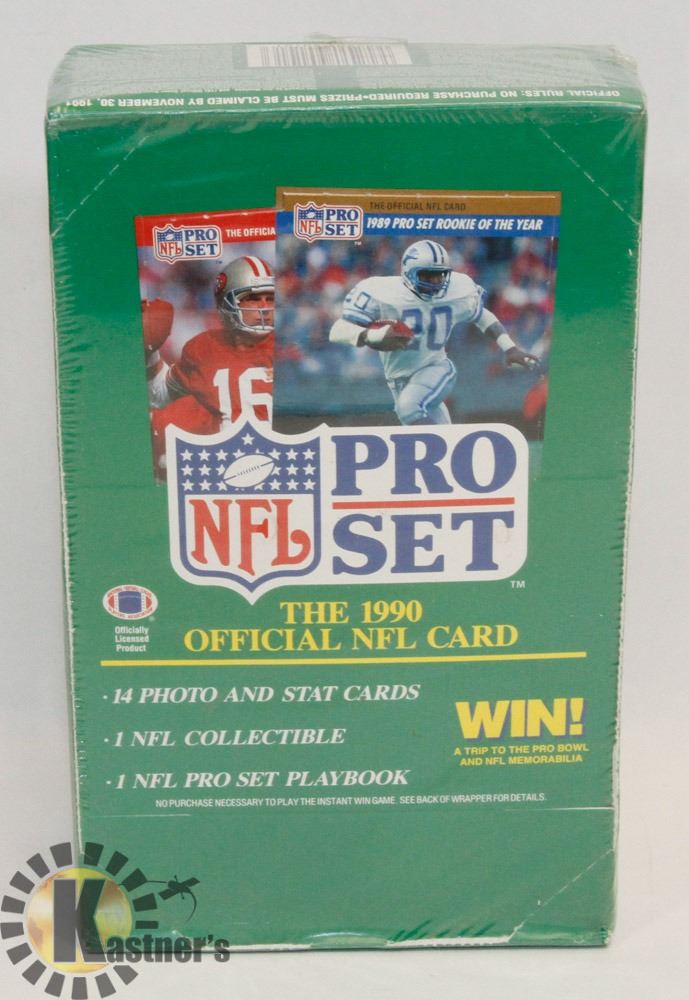 OFFICIAL RULES: NO PURCHASE REQUIRED-PRIZES MUST BE CLAIMED BY NOVEMBER 30, 1991
NFL PRO SET THE OFFICIA
NFL PRO SET THE OFFICIAL NFL CARD
1989 PRO SET ROOKIE OF THE YEAR
20
16
NFL PRO SET TM
THE 1990
OFFICIAL NFL CARD
Officially
Licensed
Product
· 14 PHOTO AND STAT CARDS
· 1 NFL COLLECTIBLE
· 1 NFL PRO SET PLAYBOOK
WIN!
A TRIP TO THE PRO BOWL
AND NFL MEMORABILIA
NO PURCHASE NECESSARY TO PLAY THE INSTANT WIN GAME. SEE BACK OF WRAPPER FOR DETAILS.
Kastner's